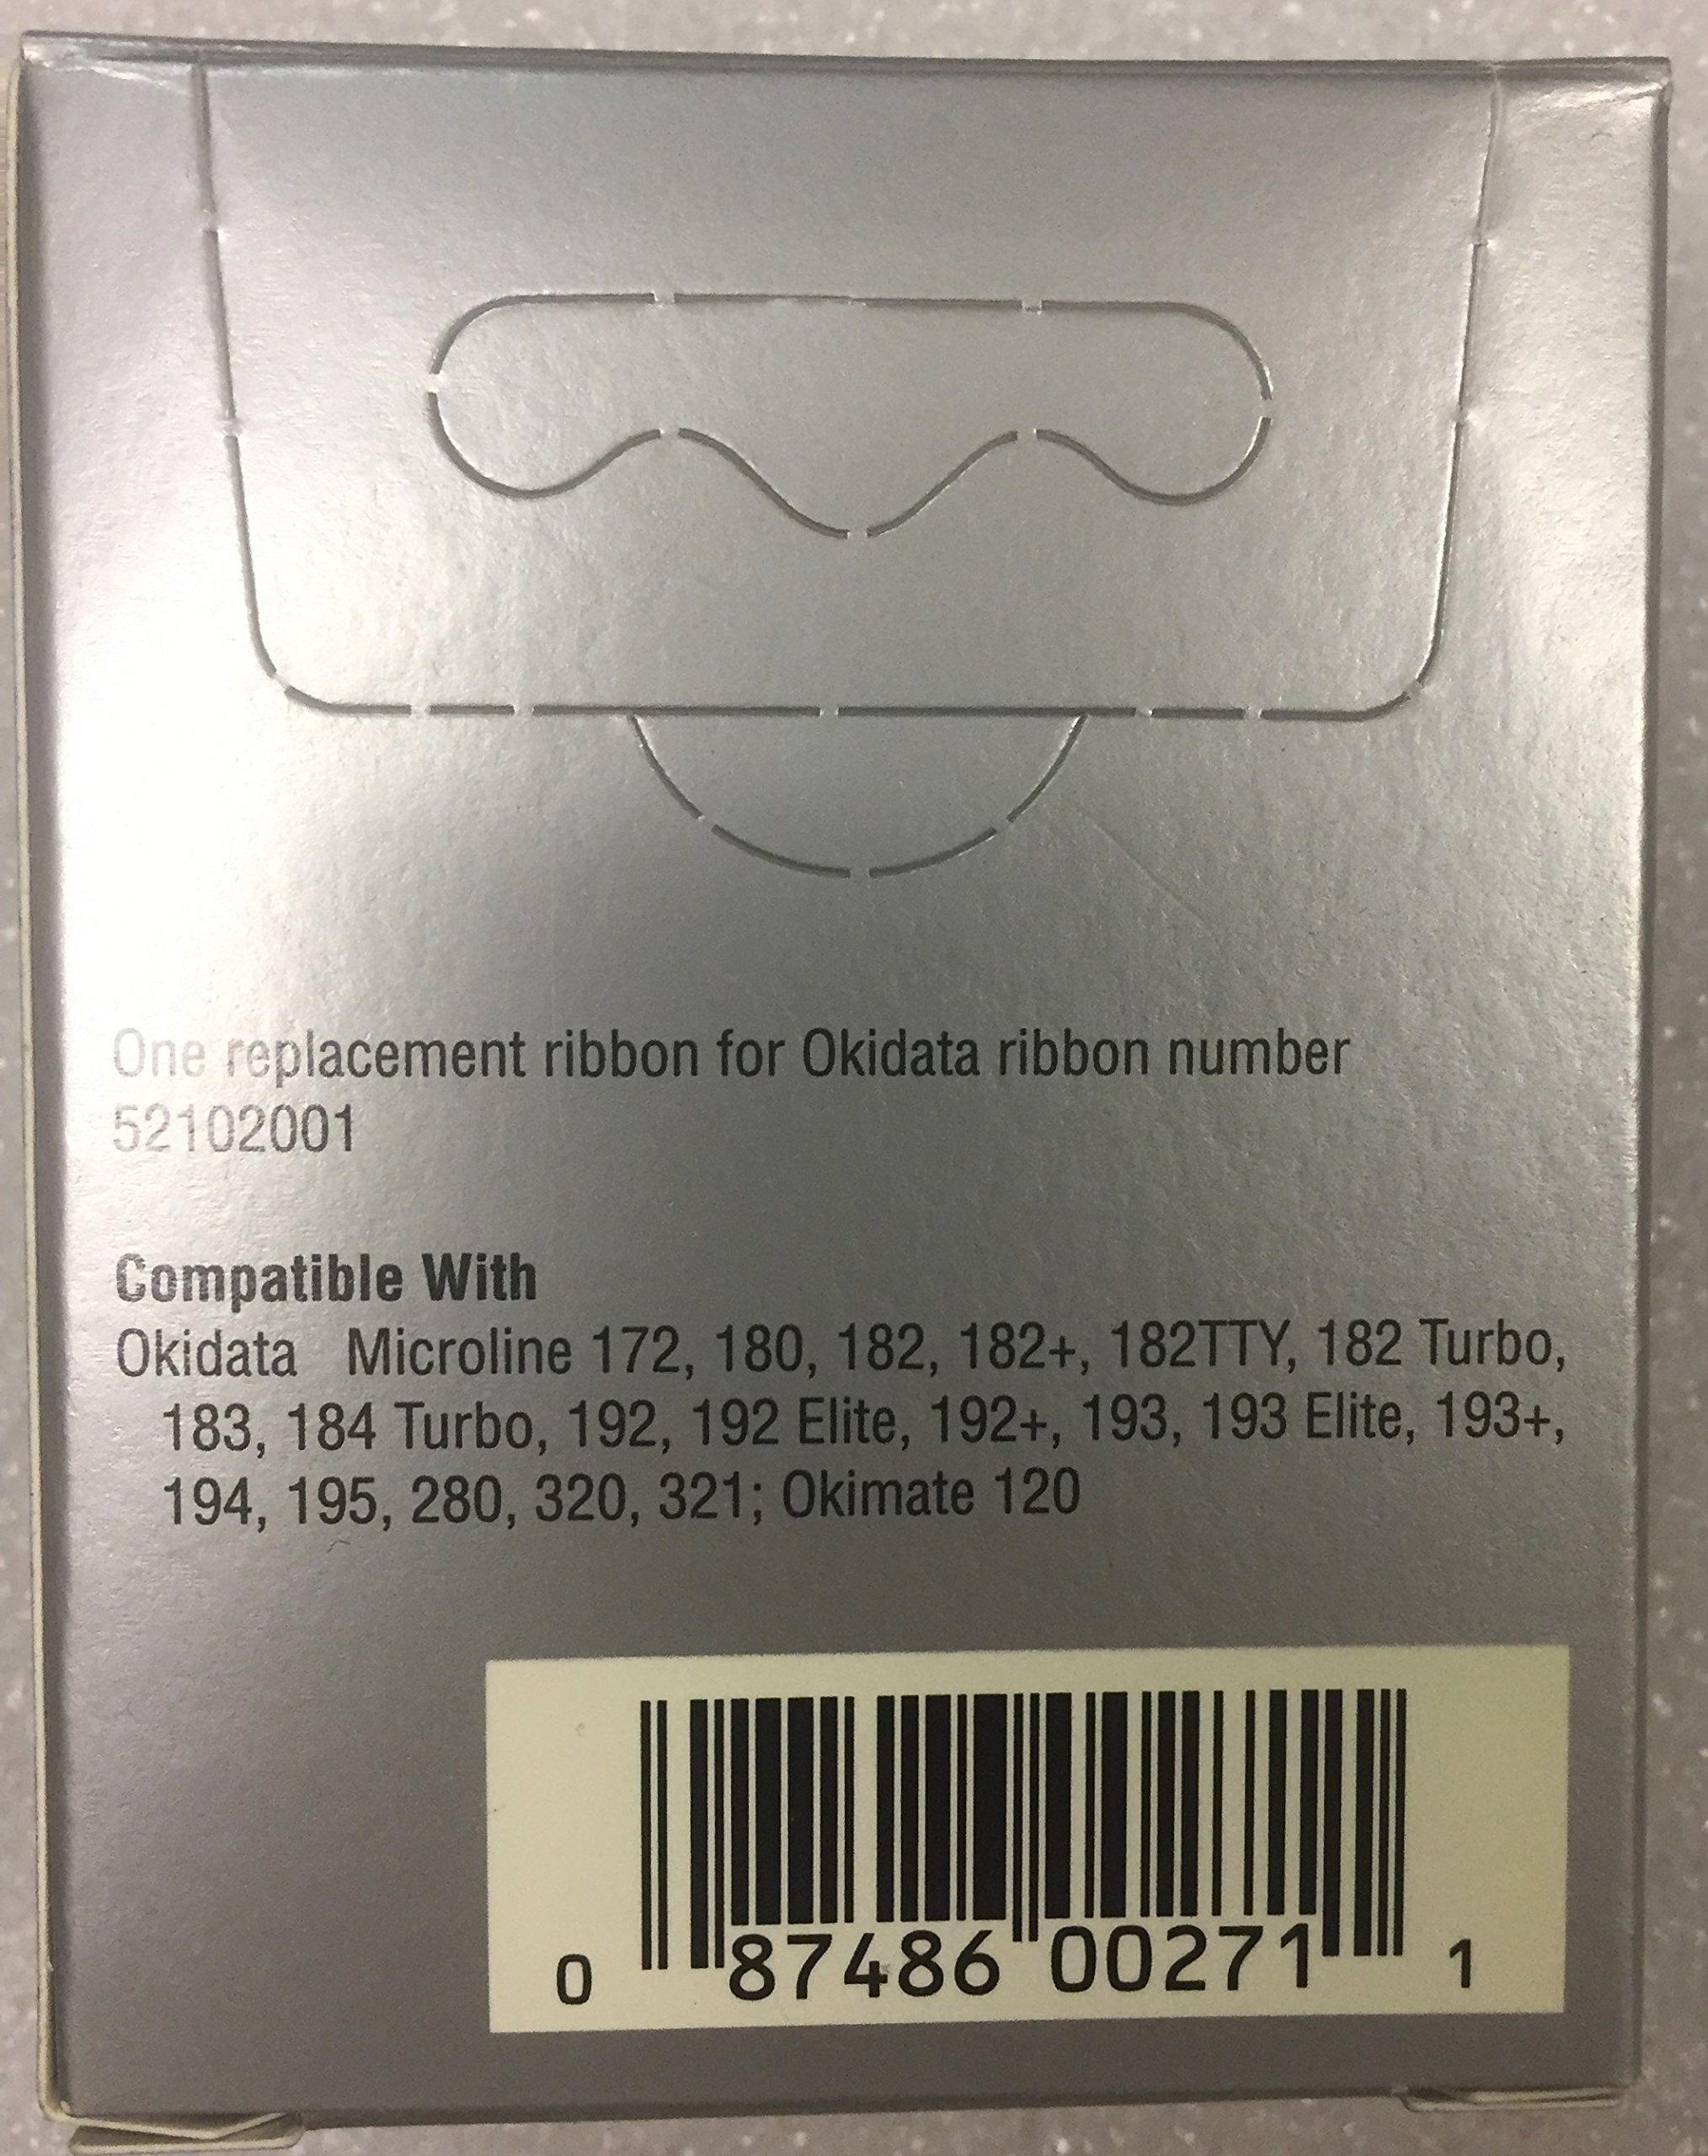 One replacement ribbon for Okidata ribbon number
52102001
Compatible With
Okidata Microline 172, 180, 182, 182+, 182TTY, 182 Turbo,
183, 184 Turbo, 192, 192 Elite, 192+, 193, 193 Elite, 193+,
194, 195, 280, 320, 321; Okimate 120
0 87486 00271 1